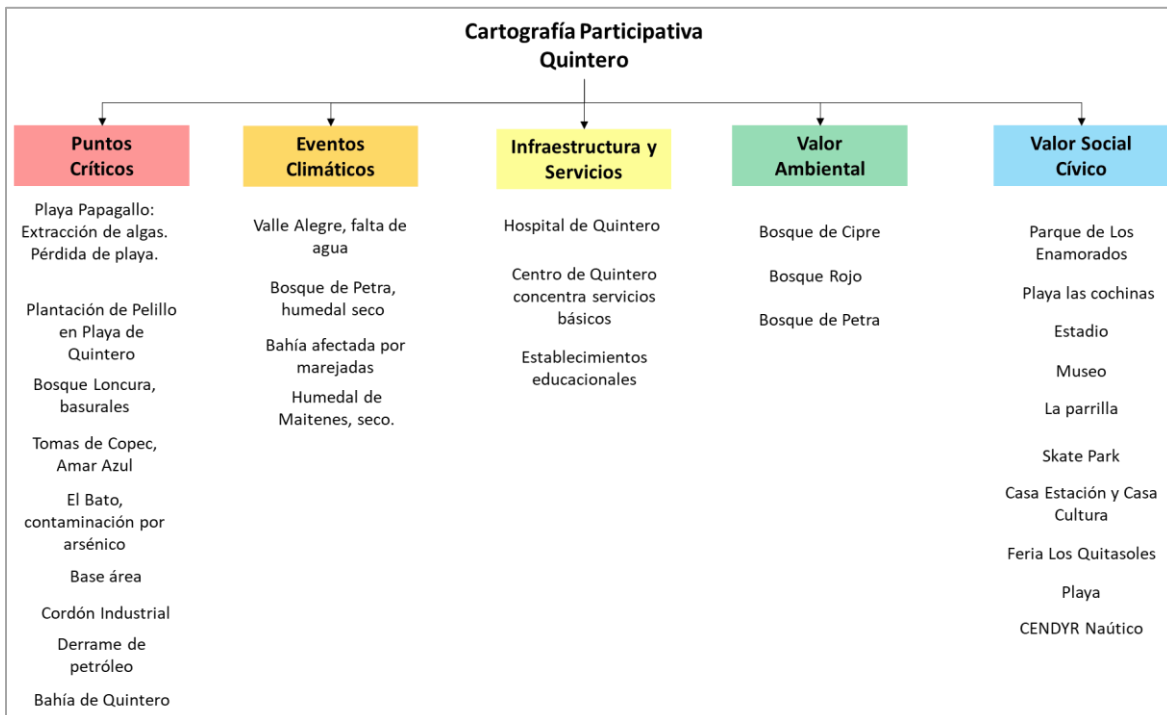 Cartografía Participativa
Quintero
Puntos
Críticos
Playa Papagallo:
Extracción de algas.
Pérdida de playa.
Plantación de Pelillo
en Playa de
Quintero
Bosque Loncura,
basurales
Tomas de Copec,
Amar Azul
El Bato,
contaminación por
arsénico
Base área
Cordón Industrial
Derrame de
petróleo
Bahía de Quintero
Eventos
Climáticos
Valle Alegre, falta de
agua
Bosque de Petra,
humedal seco
Bahía afectada por
marejadas
Humedal de
Maitenes, seco.
Infraestructura y
Servicios
Hospital de Quintero
Centro de Quintero
concentra servicios
básicos
Establecimientos
educacionales
Valor
Ambiental
Bosque de Cipre
Bosque Rojo
Bosque de Petra
Valor Social
Cívico
Parque de Los
Enamorados
Playa las cochinas
Estadio
Museo
La parrilla
Skate Park
Casa Estación y Casa
Cultura
Feria Los Quitasoles
Playa
CENDYR Naútico